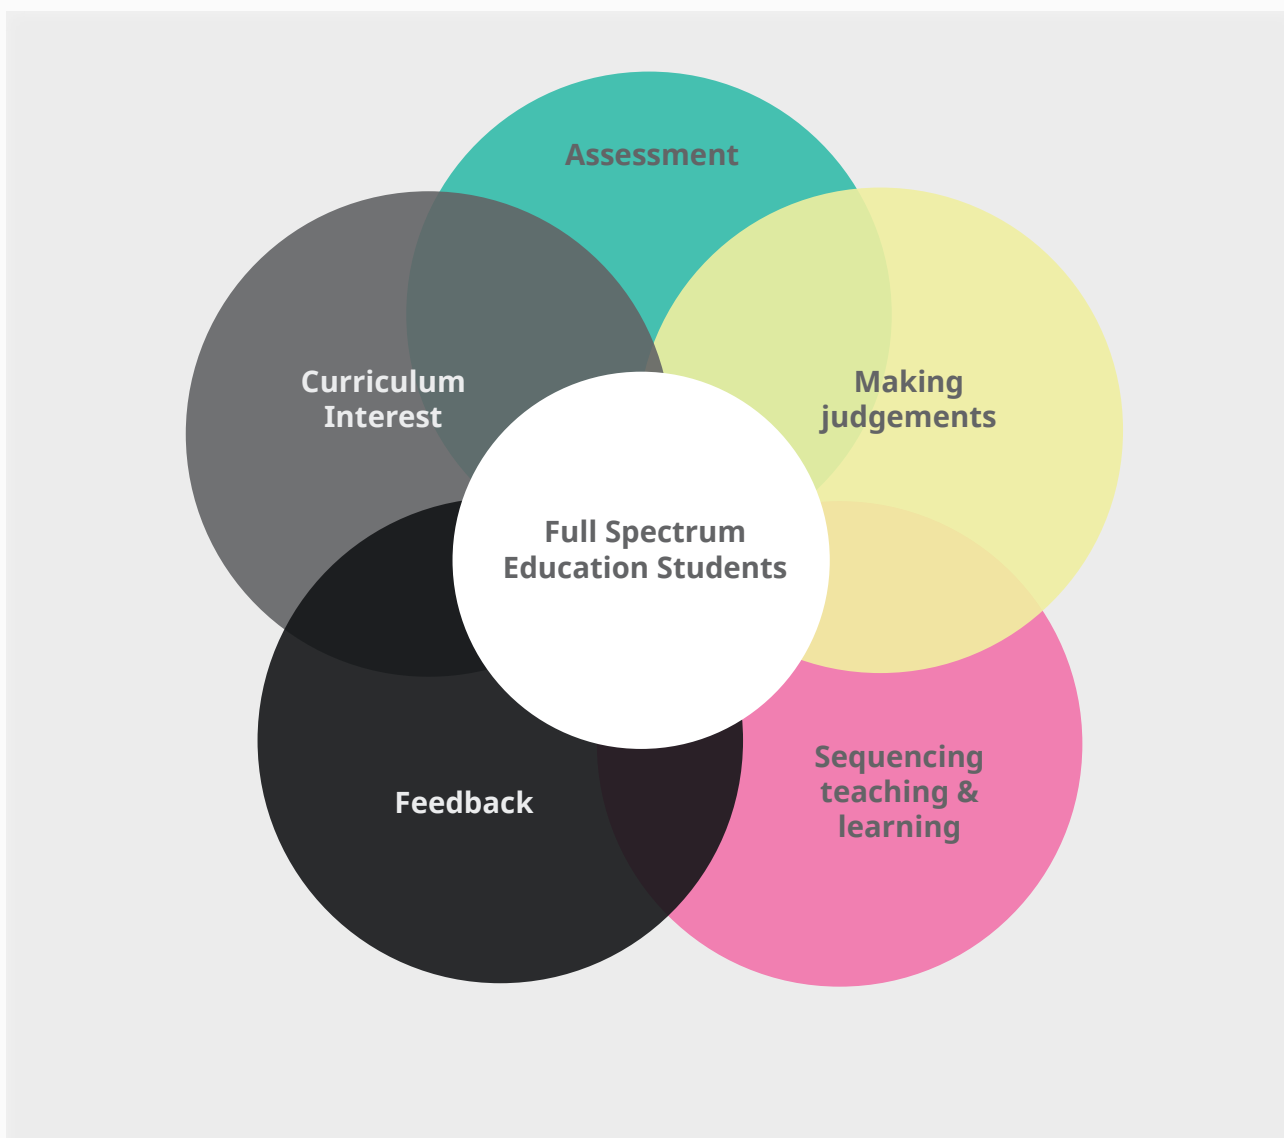 Assessment
Curriculum
Interest
Making
judgements
Full Spectrum
Education Students
Feedback
Sequencing
teaching &
learning